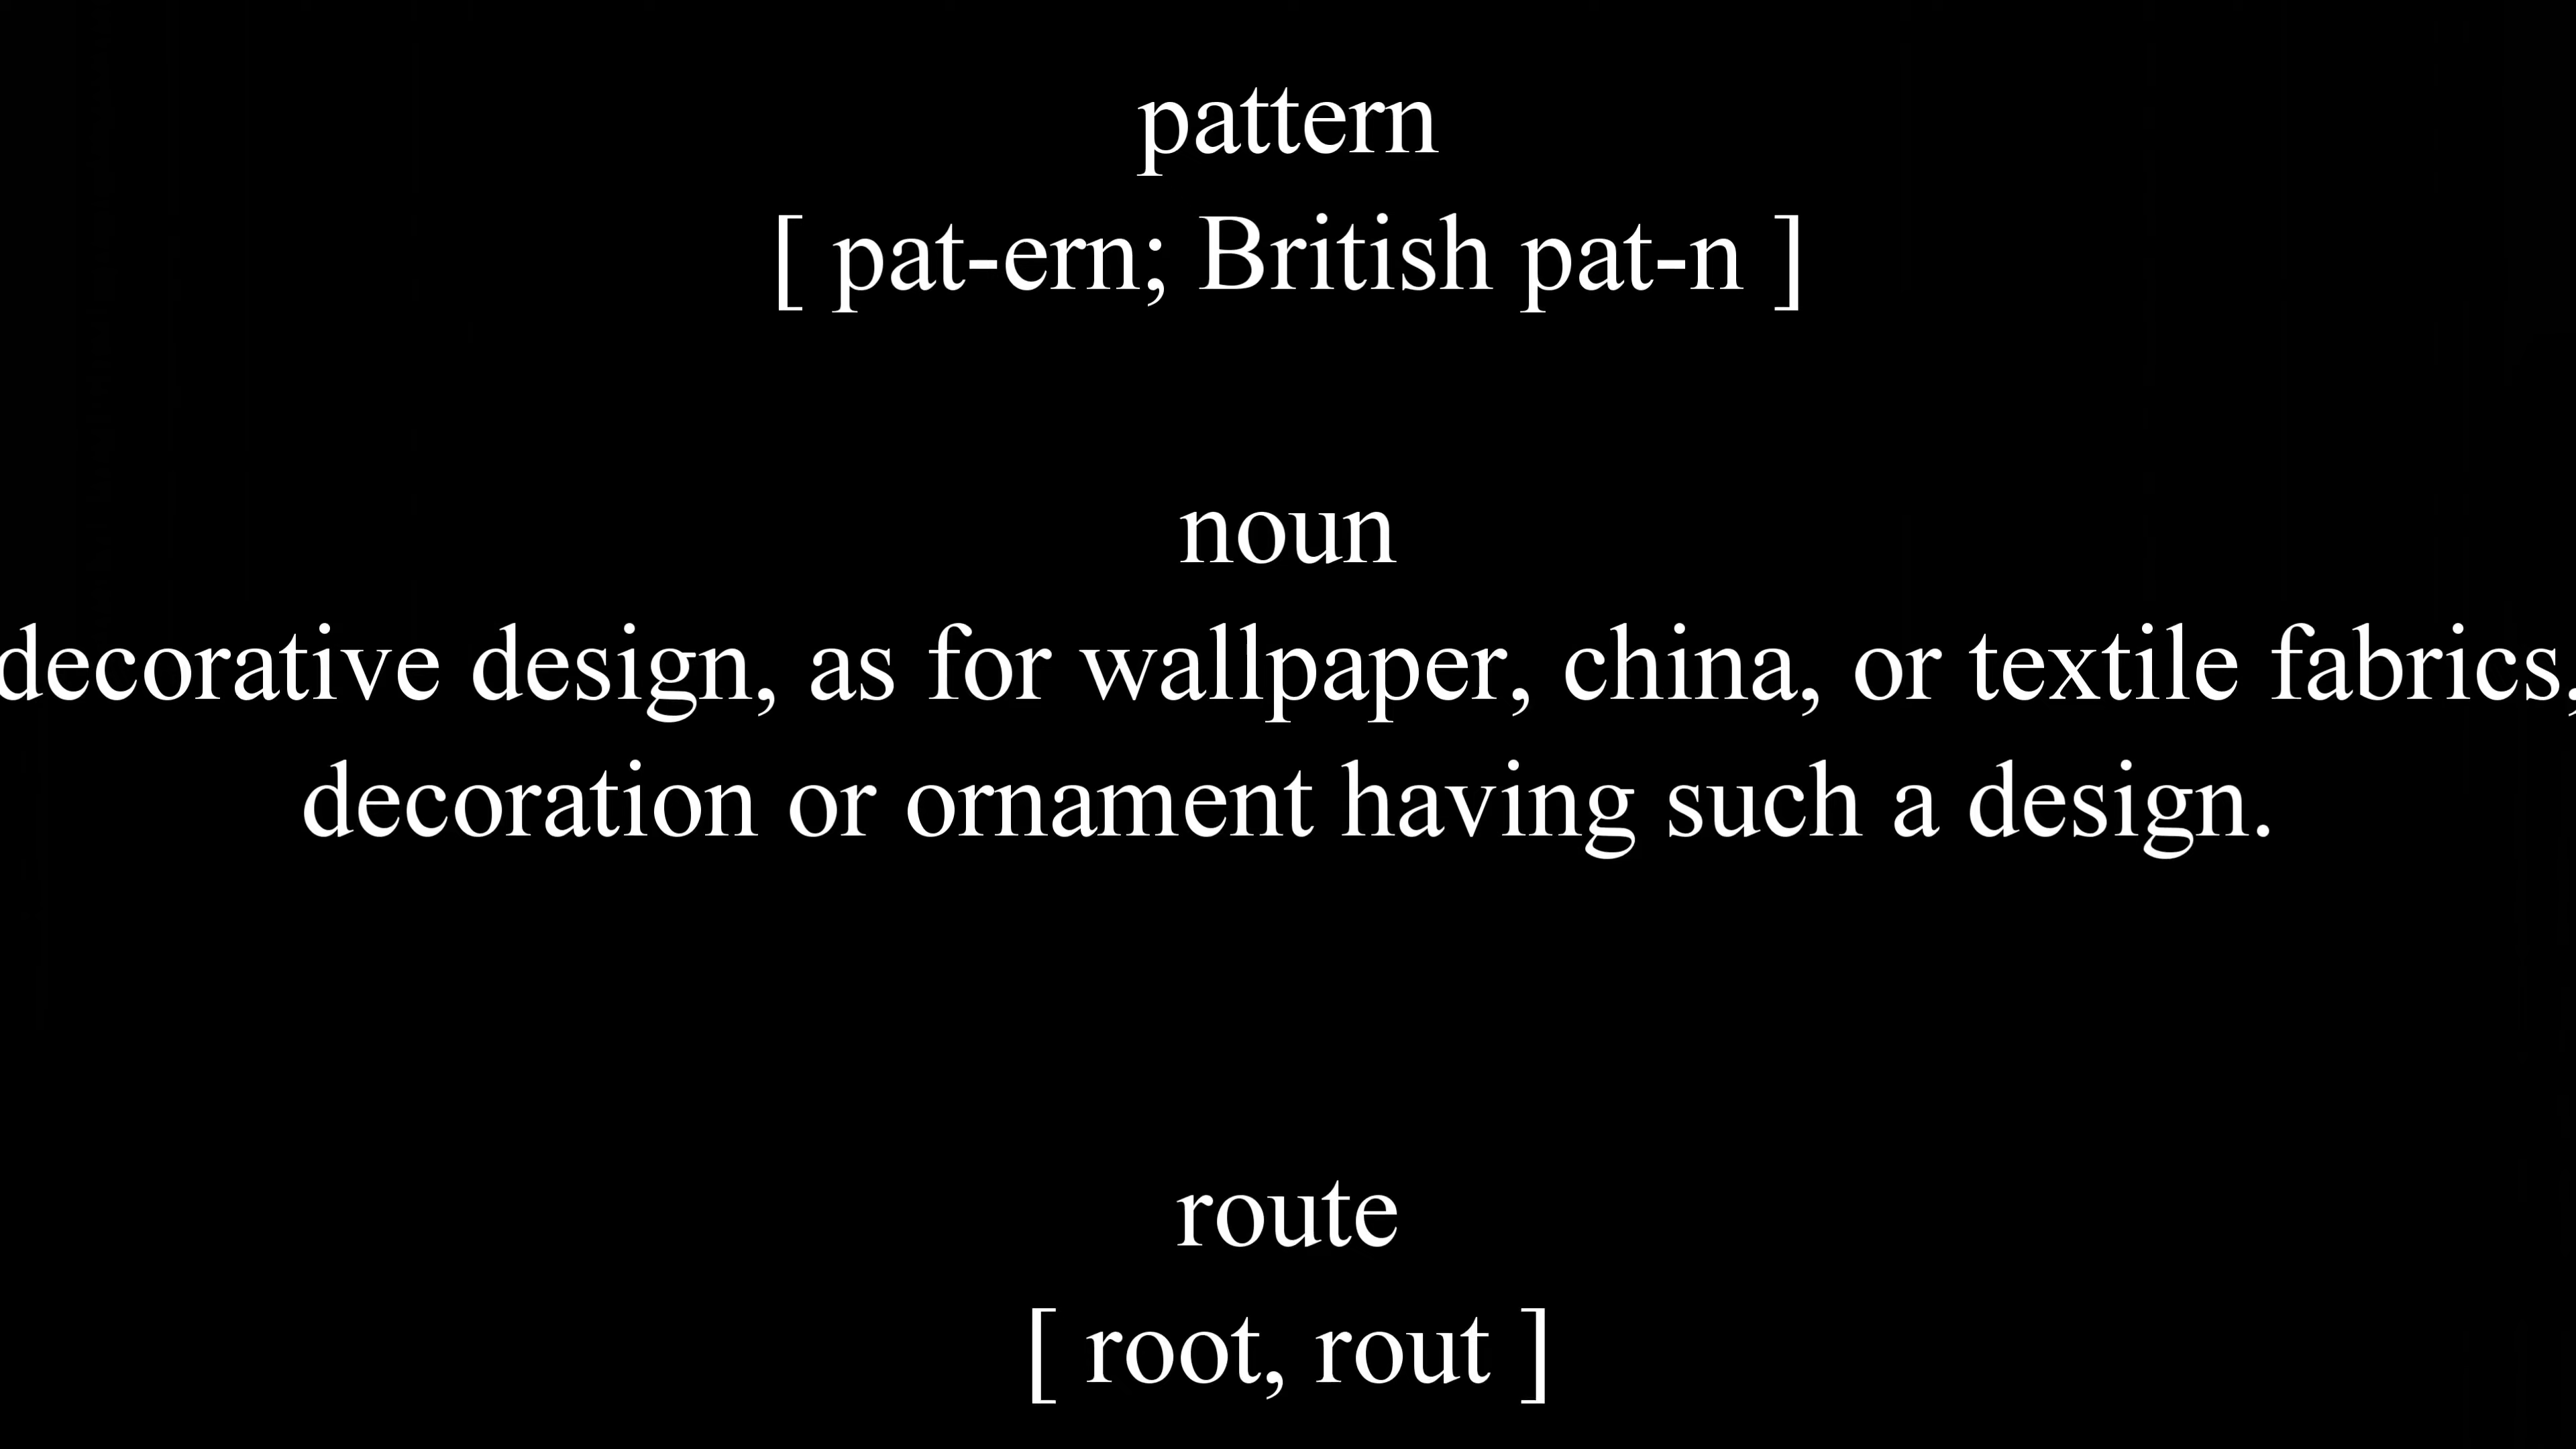 pattern
[ pat-ern; British pat-n ]
noun
decorative design, as for wallpaper, china, or textile fabrics,
decoration or ornament having such a design.
route
[ root, rout ]